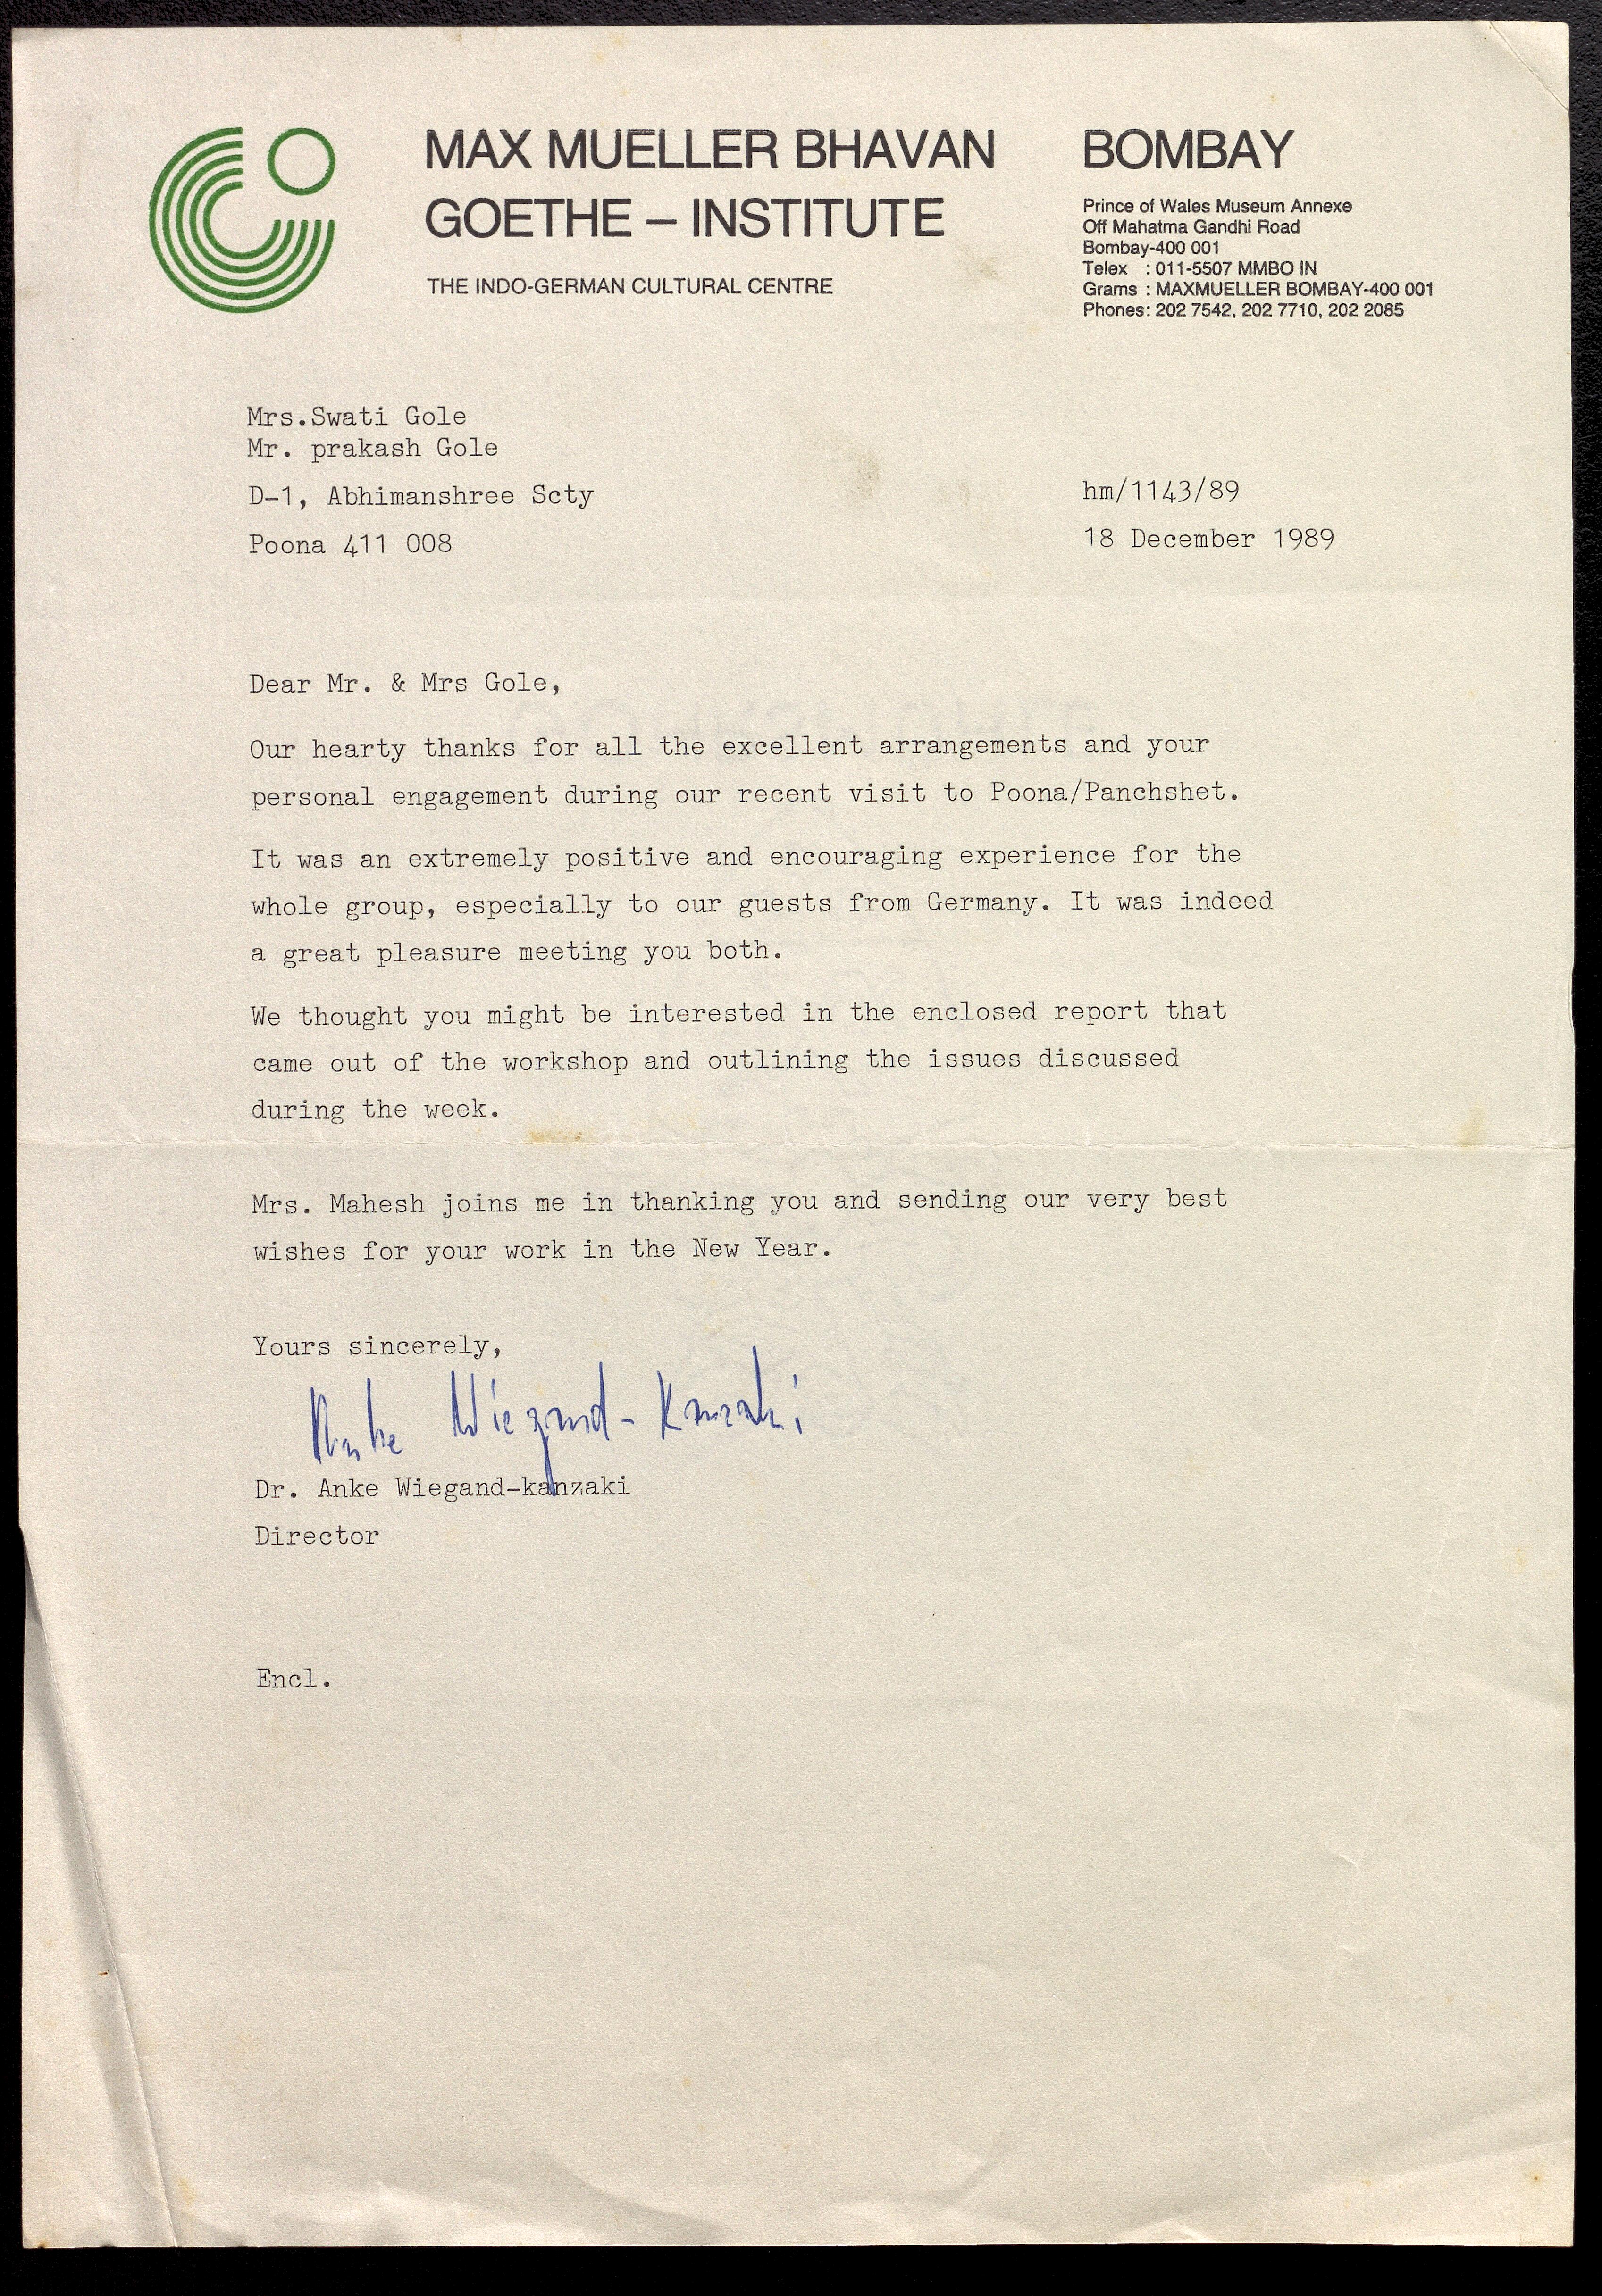 MAX MUELLER BHAVAN
GOETHE – INSTITUTE
THE INDO-GERMAN CULTURAL CENTRE
BOMBAY
Prince of Wales Museum Annexe
Off Mahatma Gandhi Road
Bombay-400 001
Telex : 011-5507 MMBO IN
Grams : MAXMUELLER BOMBAY-400 001
Phones: 202 7542, 202 7710, 202 2085
Mrs.Swati Gole
Mr. prakash Gole
D-1, Abhimanshree Scty
Poona 411 008
hm/1143/89
18 December 1989
Dear Mr. & Mrs Gole,
Our hearty thanks for all the excellent arrangements and your
personal engagement during our recent visit to Poona/Panchshet.
It was an extremely positive and encouraging experience for the
whole group, especially to our guests from Germany. It was indeed
a great pleasure meeting you both.
We thought you might be interested in the enclosed report that
came out of the workshop and outlining the issues discussed
during the week.
Mrs. Mahesh joins me in thanking you and sending our very best
wishes for your work in the New Year.
Yours sincerely,
Anke Wiegand-Kanzaki
Dr. Anke Wiegand-kanzaki
Director
Encl.